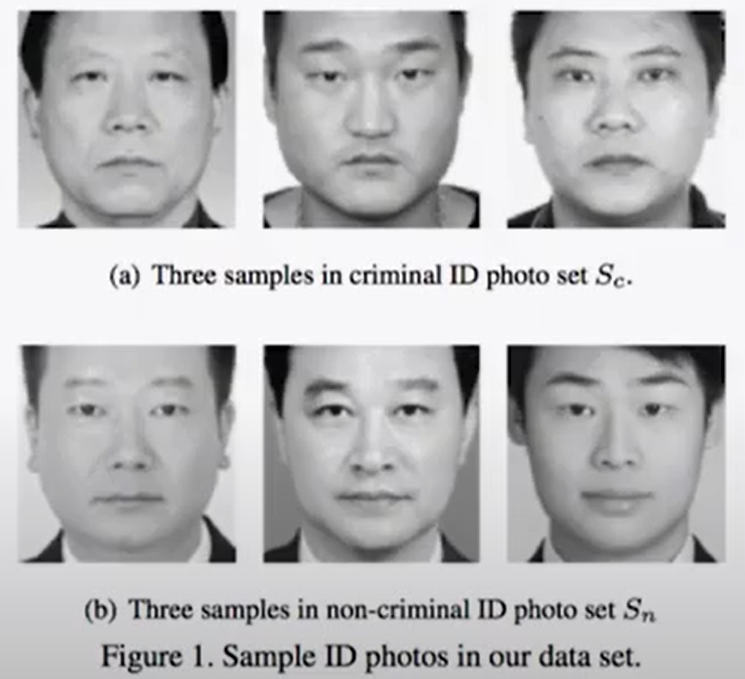 (a) Three samples in criminal ID photo set Sc.
(b) Three samples in non-criminal ID photo set Sn
Figure 1. Sample ID photos in our data set.